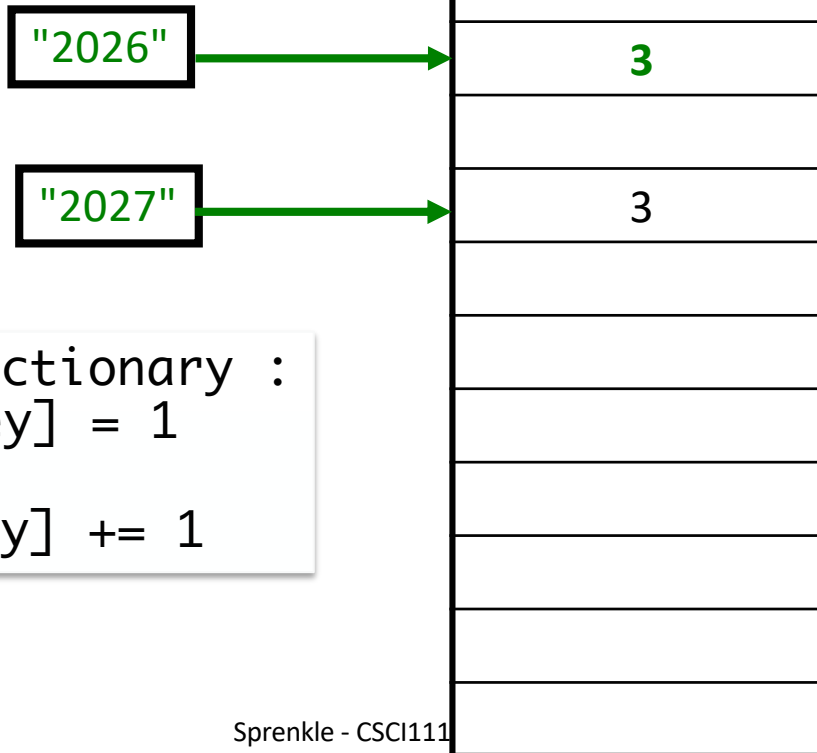 "2026" 3
"2027" 3
ctionary :
y] = 1
y] += 1
Sprenkle - CSCI111